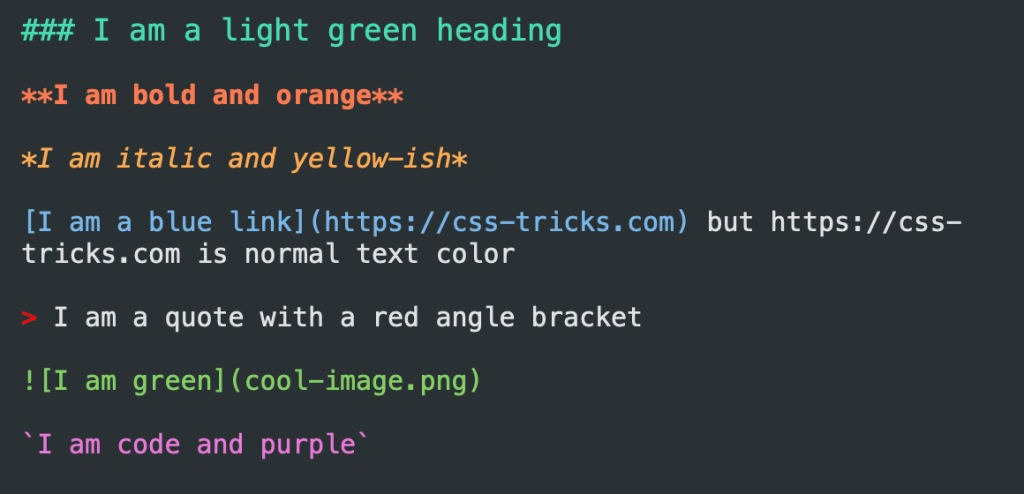 ### I am a light green heading
**I am bold and orange**
*I am italic and yellow-ish*
[I am a blue link](https://css-tricks.com) but https://css-
tricks.com is normal text color
> I am a quote with a red angle bracket
![I am green](cool-image.png)
`I am code and purple`